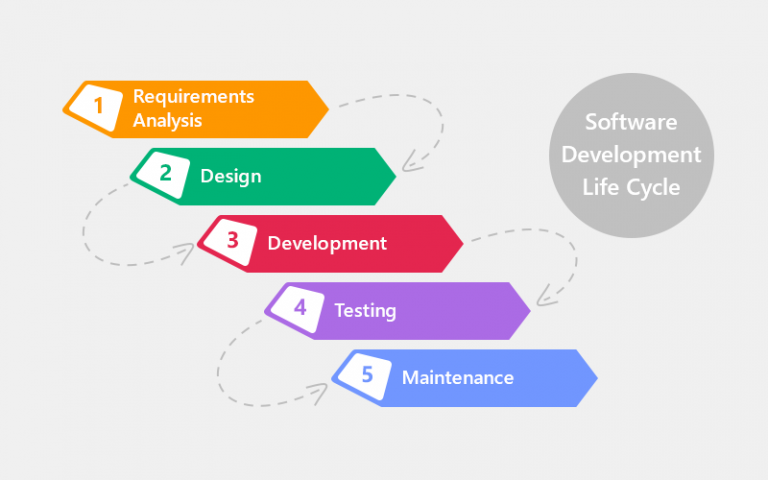 Software
Development
Life Cycle
1
Requirements
Analysis
2
Design
3
Development
4
Testing
5
Maintenance